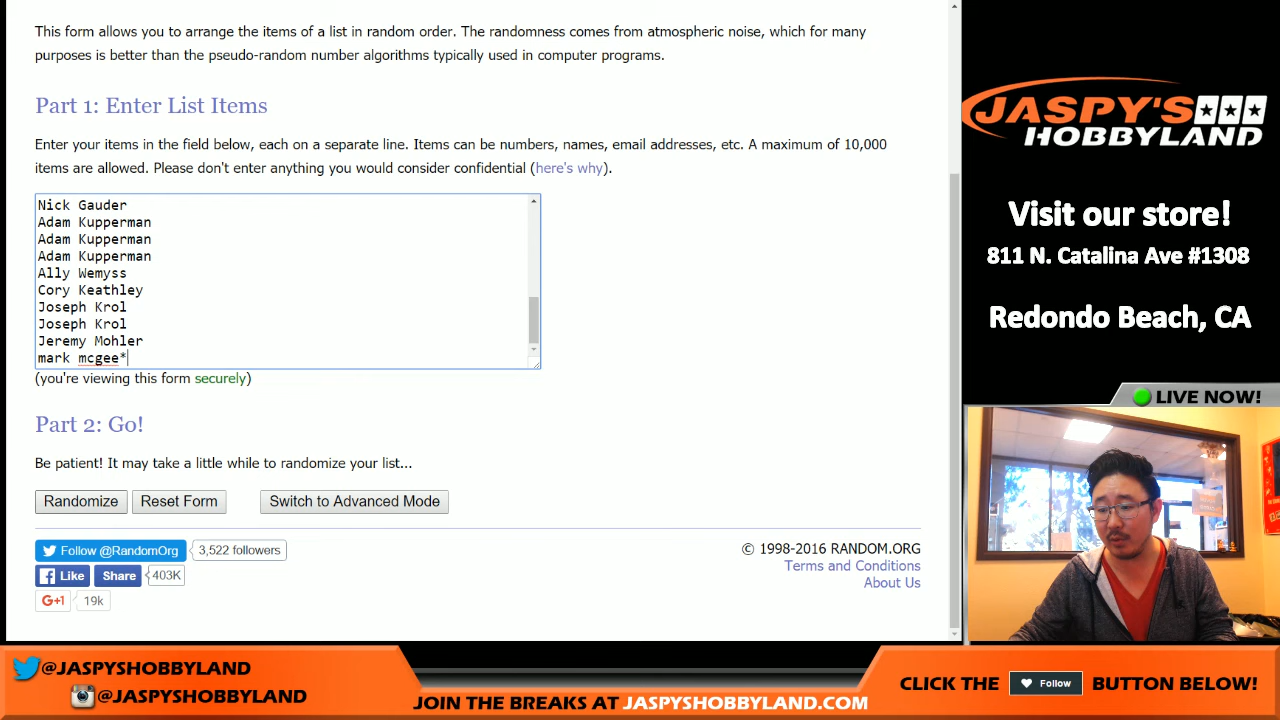 This form allows you to arrange the items of a list in random order. The randomness comes from atmospheric noise, which for many
purposes is better than the pseudo-random number algorithms typically used in computer programs.
Part 1: Enter List Items
Enter your items in the field below, each on a separate line. Items can be numbers, names, email addresses, etc. A maximum of 10,000
items are allowed. Please don't enter anything you would consider confidential (here's why).
Nick Gauder
Adam Kupperman
Adam Kupperman
Adam Kupperman
Ally Wemyss
Cory Keathley
Joseph Krol
Joseph Krol
Jeremy Mohler
mark mcgee*
(you're viewing this form securely)
Part 2: Go!
Be patient! It may take a little while to randomize your list...
Randomize Reset Form Switch to Advanced Mode
Follow @RandomOrg 3,522 followers
Like Share 403K
G+1 19k
© 1998-2016 RANDOM.ORG
Terms and Conditions
About Us
JASPY'S
HOBBYLAND
Visit our store!
811 N. Catalina Ave #1308
Redondo Beach, CA
LIVE NOW!
@JASPYSHOBBYLAND
@JASPYSHOBBYLAND
JOIN THE BREAKS AT JASPYSHOBBYLAND.COM
CLICK THE Follow BUTTON BELOW!